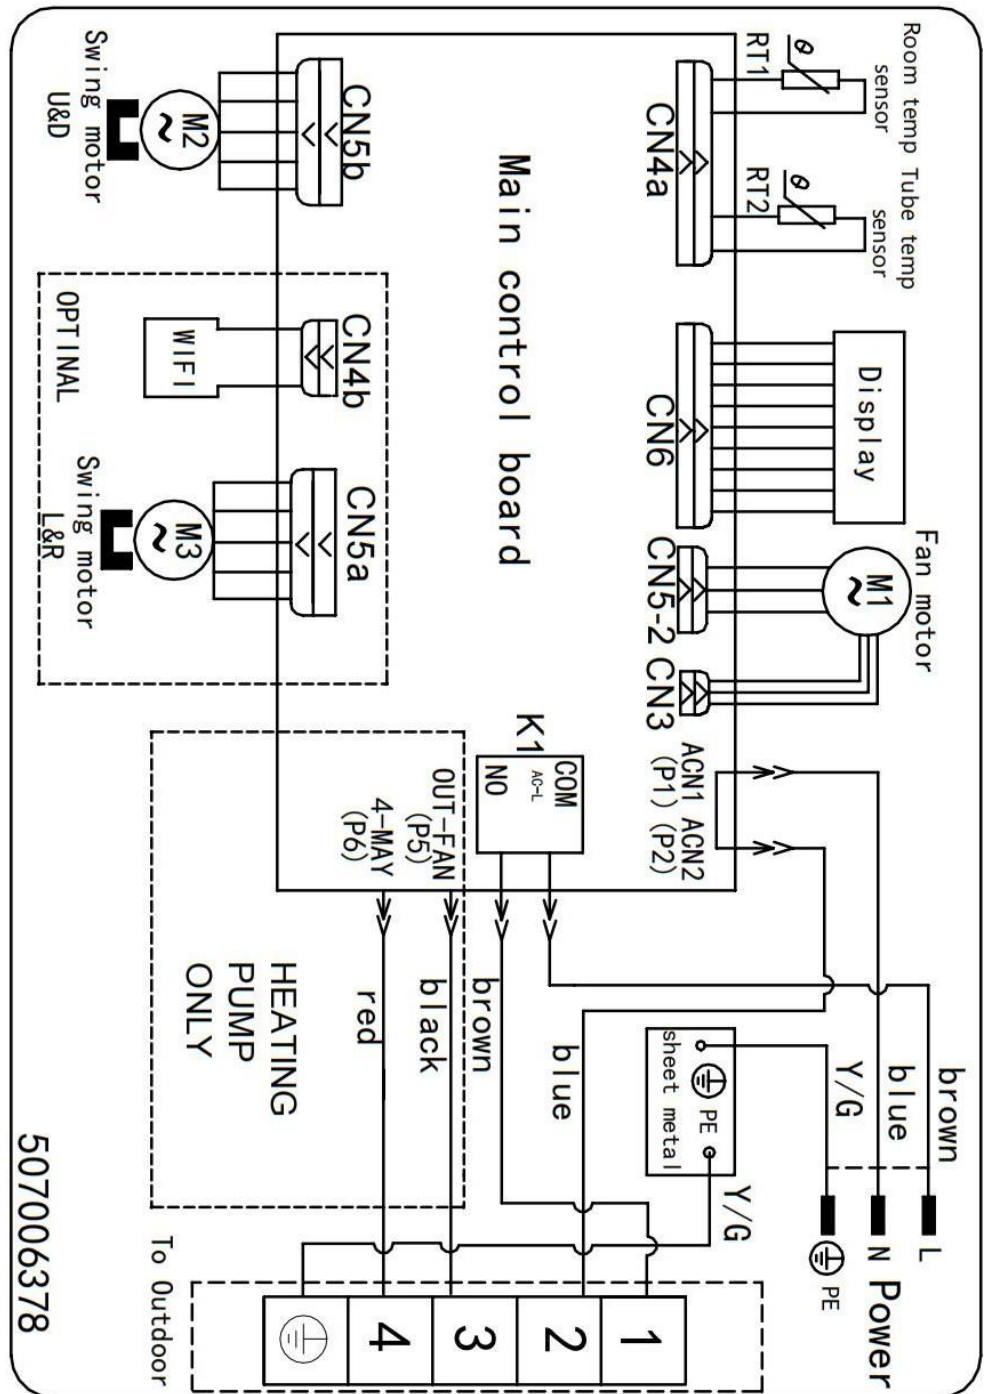 Room temp
sensor
Tube temp
sensor
Display
Fan motor
RT1
θ
RT2
θ
M1
~
CN4a
CN6
CN5-2
CN3
ACN1
(P1)
ACN2
(P2)
Main control board
K1
COM
AC-L
NO
OUT-FAN
(P5)
4-MAY
(P6)
CN5b
CN4b
CN5a
M2
~
Swing motor
U&D
WIFI
OPTINAL
M3
~
Swing motor
L&R
HEATING
PUMP
ONLY
brown
blue
Y/G
L
N
PE
Power
PE
sheet metal
Y/G
blue
brown
black
red
1
2
3
4
To Outdoor
507006378